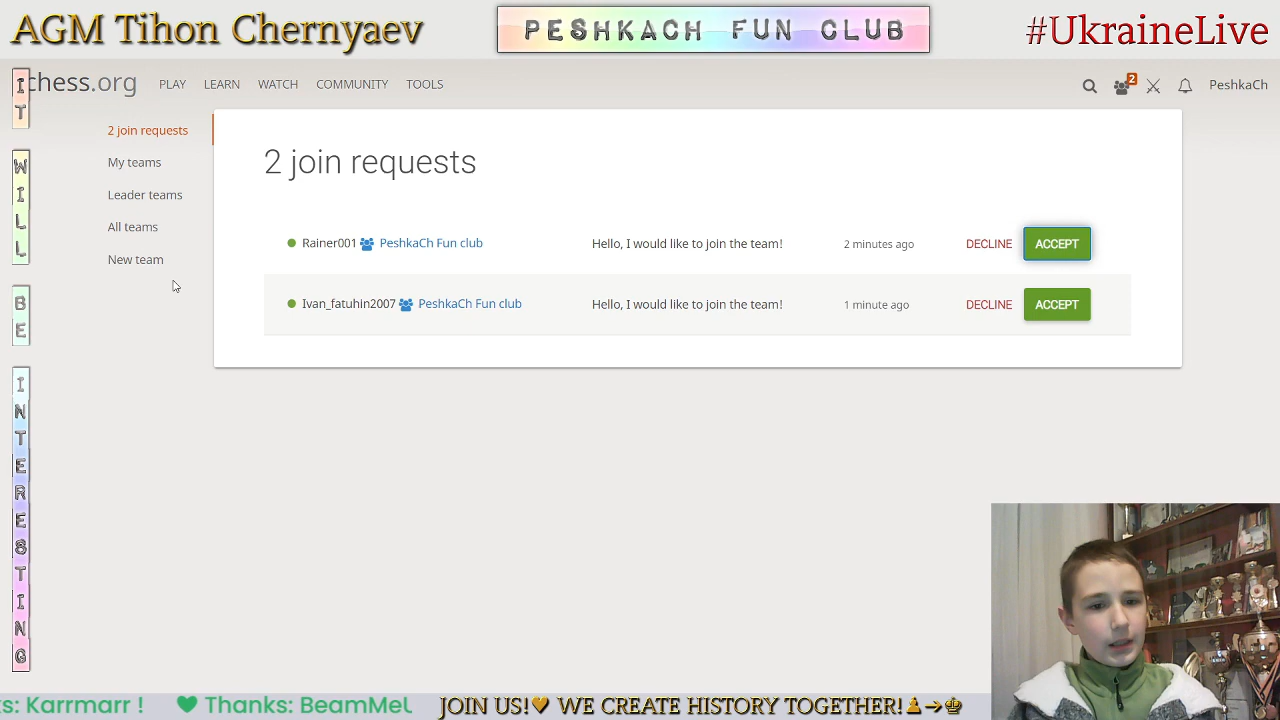 AGM Tihon Chernyaev
PESHKACH FUN CLUB
#UkraineLive
chess.org
PLAY LEARN WATCH COMMUNITY TOOLS
2
PeshkaCh
IT
WILL
BE
INTERESTING
2 join requests
My teams
Leader teams
All teams
New team
2 join requests
Rainer001 PeshkaCh Fun club Hello, I would like to join the team! 2 minutes ago DECLINE ACCEPT
Ivan_fatuhin2007 PeshkaCh Fun club Hello, I would like to join the team! 1 minute ago DECLINE ACCEPT
s: Karrmarr ! 💚 Thanks: BeamMeU
JOIN US!♥ WE CREATE HISTORY TOGETHER!♟→♚